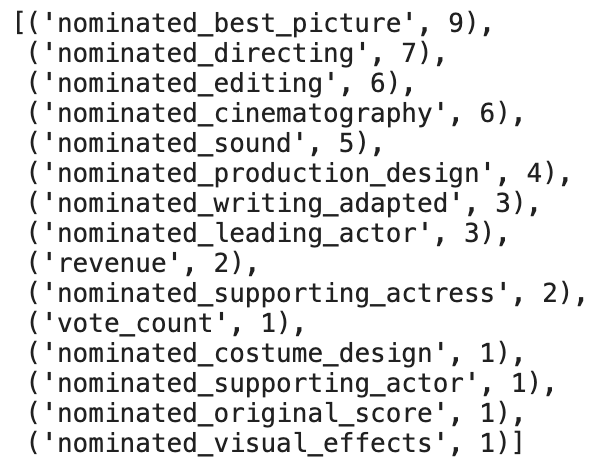 [('nominated_best_picture', 9),
('nominated_directing', 7),
('nominated_editing', 6),
('nominated_cinematography', 6),
('nominated_sound', 5),
('nominated_production_design', 4),
('nominated_writing_adapted', 3),
('nominated_leading_actor', 3),
('revenue', 2),
('nominated_supporting_actress', 2),
('vote_count', 1),
('nominated_costume_design', 1),
('nominated_supporting_actor', 1),
('nominated_original_score', 1),
('nominated_visual_effects', 1)]